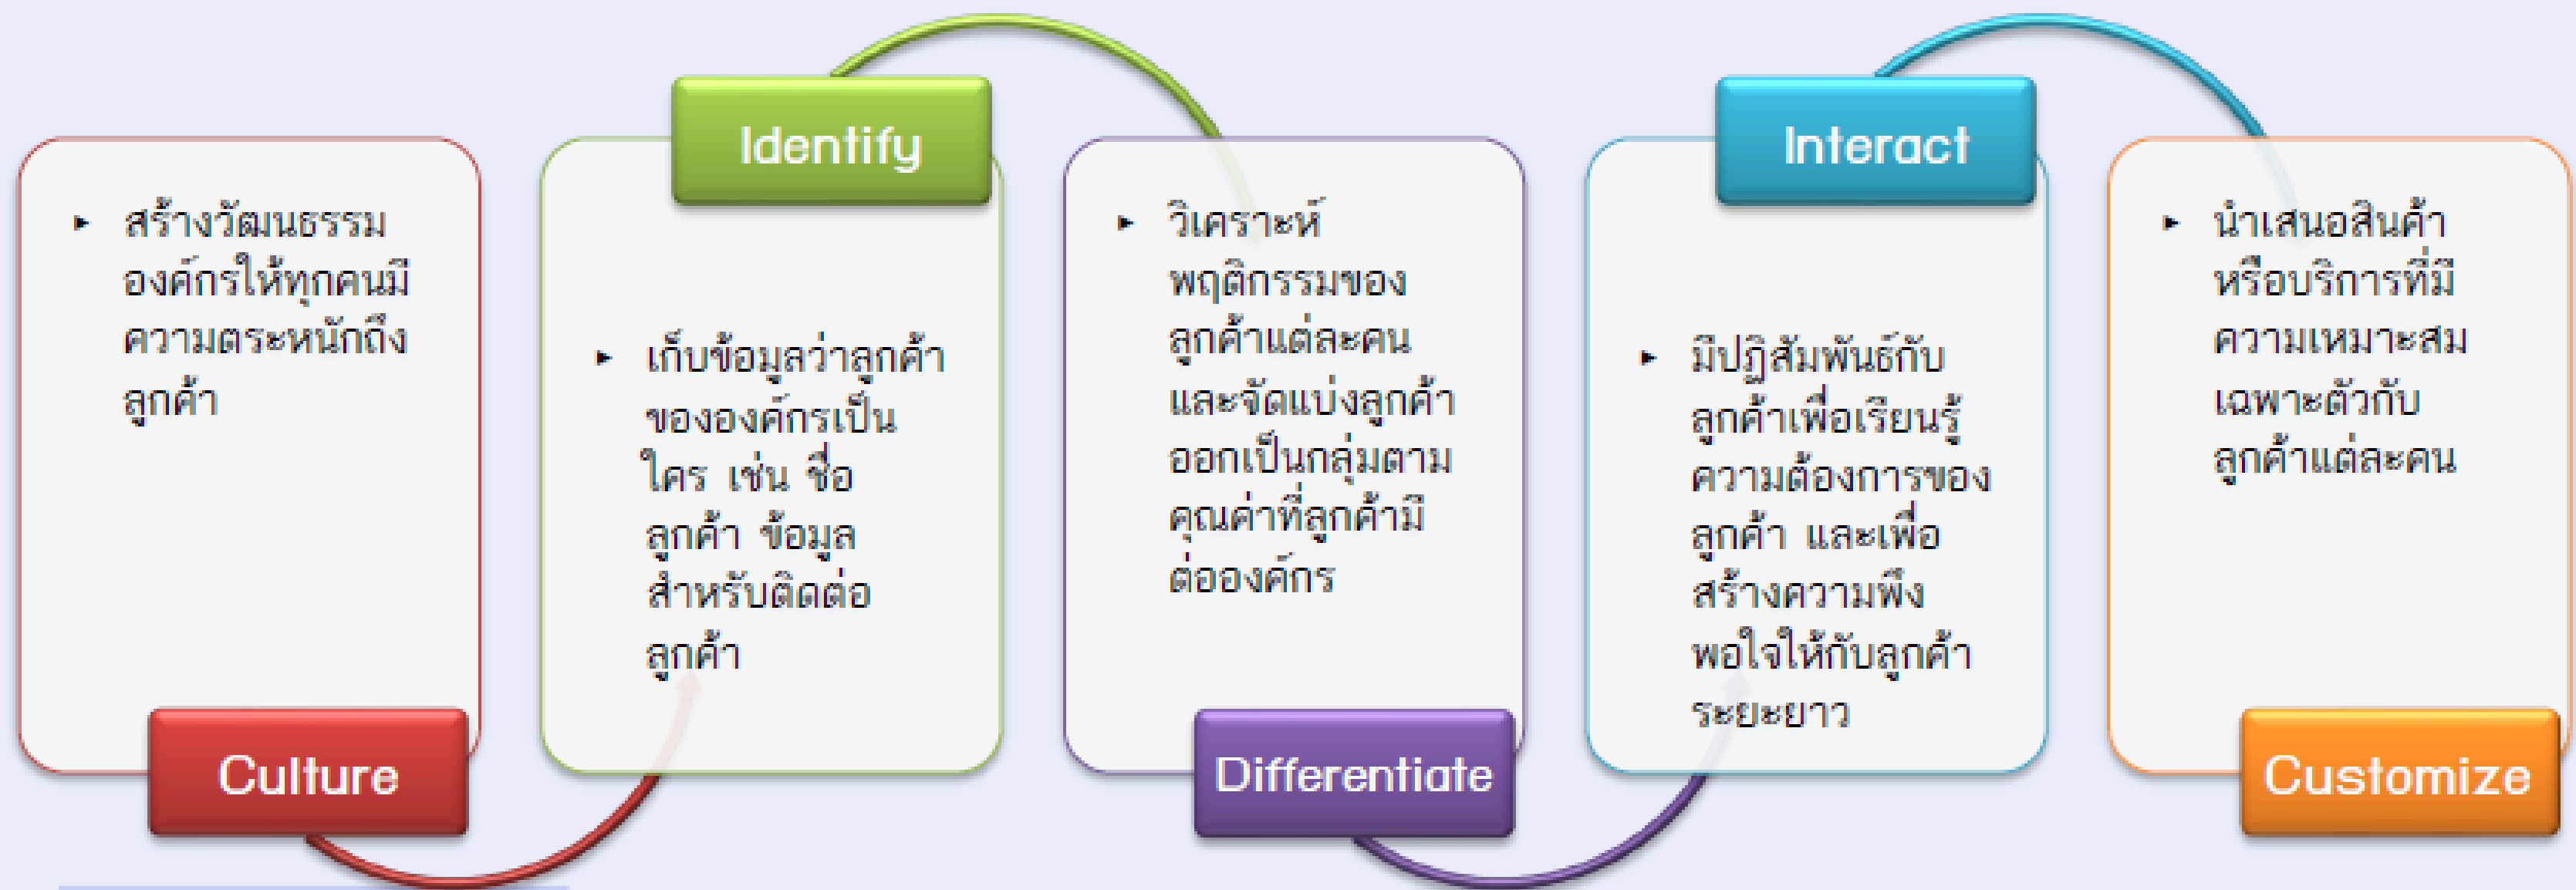 สร้างวัฒนธรรม
องค์กรให้ทุกคนมี
ความตระหนักถึง
ลูกค้า
Culture
Identify
เก็บข้อมูลว่าลูกค้า
ขององค์กรเป็น
ใคร เช่น ชื่อ
ลูกค้า ข้อมูล
สำหรับติดต่อ
ลูกค้า
วิเคราะห์
พฤติกรรมของ
ลูกค้าแต่ละคน
และจัดแบ่งลูกค้า
ออกเป็นกลุ่มตาม
คุณค่าที่ลูกค้ามี
ต่อองค์กร
Differentiate
Interact
มีปฏิสัมพันธ์กับ
ลูกค้าเพื่อเรียนรู้
ความต้องการของ
ลูกค้า และเพื่อ
สร้างความพึง
พอใจให้กับลูกค้า
ระยะยาว
นำเสนอสินค้า
หรือบริการที่มี
ความเหมาะสม
เฉพาะตัวกับ
ลูกค้าแต่ละคน
Customize